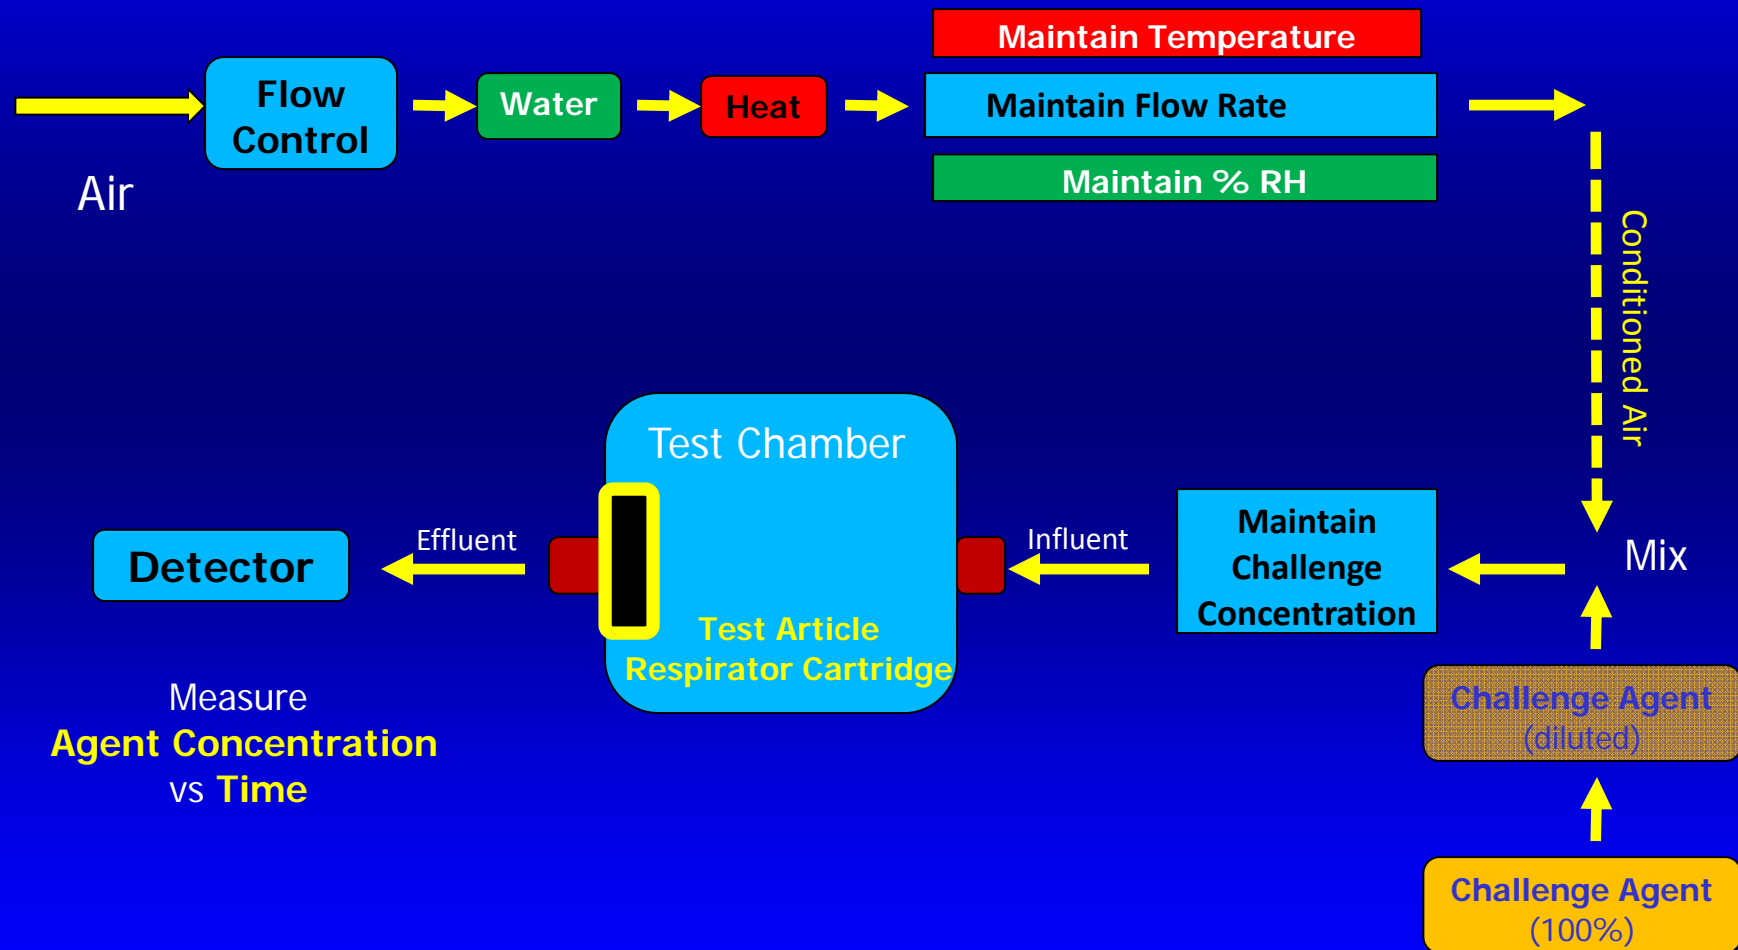 Maintain Temperature
Flow
Control
Water
Heat
Maintain Flow Rate
Air
Maintain % RH
Conditioned Air
Test Chamber
Maintain
Challenge
Concentration
Influent
Effluent
Detector
Mix
Test Article
Respirator Cartridge
Measure
Agent Concentration
vs Time
Challenge Agent
(diluted)
Challenge Agent
(100%)